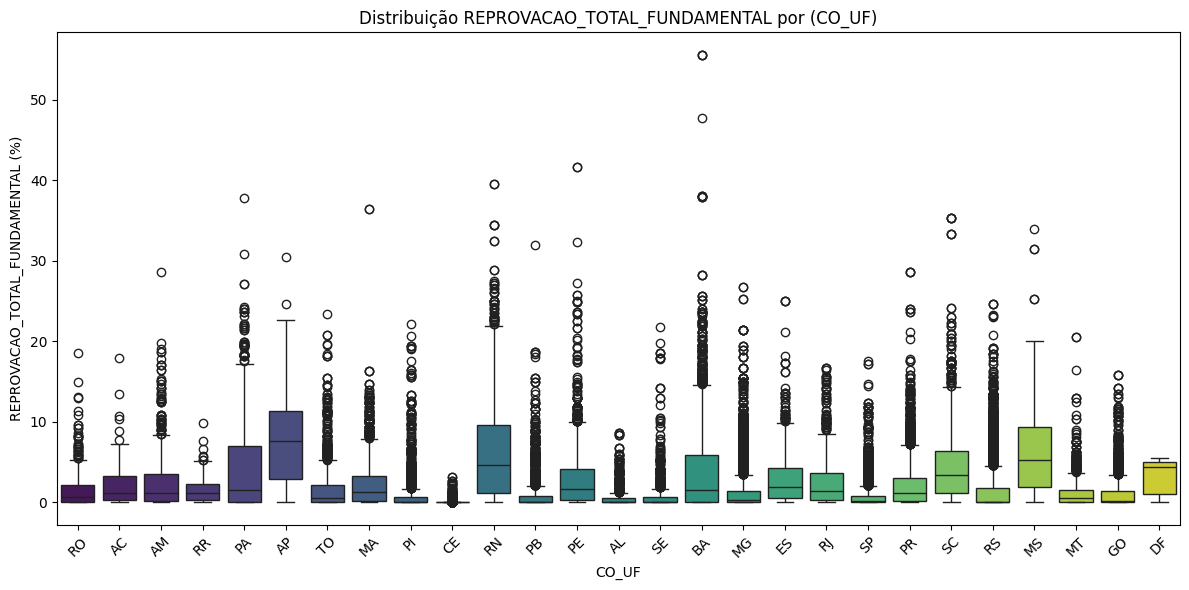 Distribuição REPROVACAO_TOTAL_FUNDAMENTAL por (CO_UF)
REPROVACAO_TOTAL_FUNDAMENTAL (%)
50
40
30
20
10
0
RO AC AM RR PA AP TO MA PI CE RN PB PE AL SE BA MG ES RJ SP PR SC RS MS MT GO DF
CO_UF